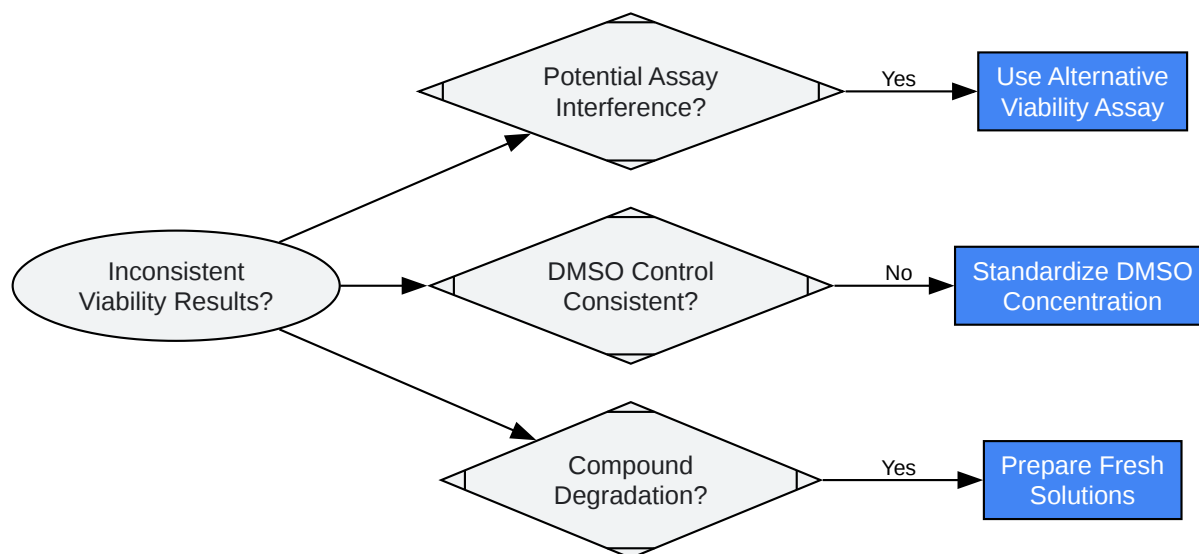 Potential Assay
Interference?
Yes
Use Alternative
Viability Assay
Inconsistent
Viability Results?
DMSO Control
Consistent?
No
Standardize DMSO
Concentration
Compound
Degradation?
Yes
Prepare Fresh
Solutions